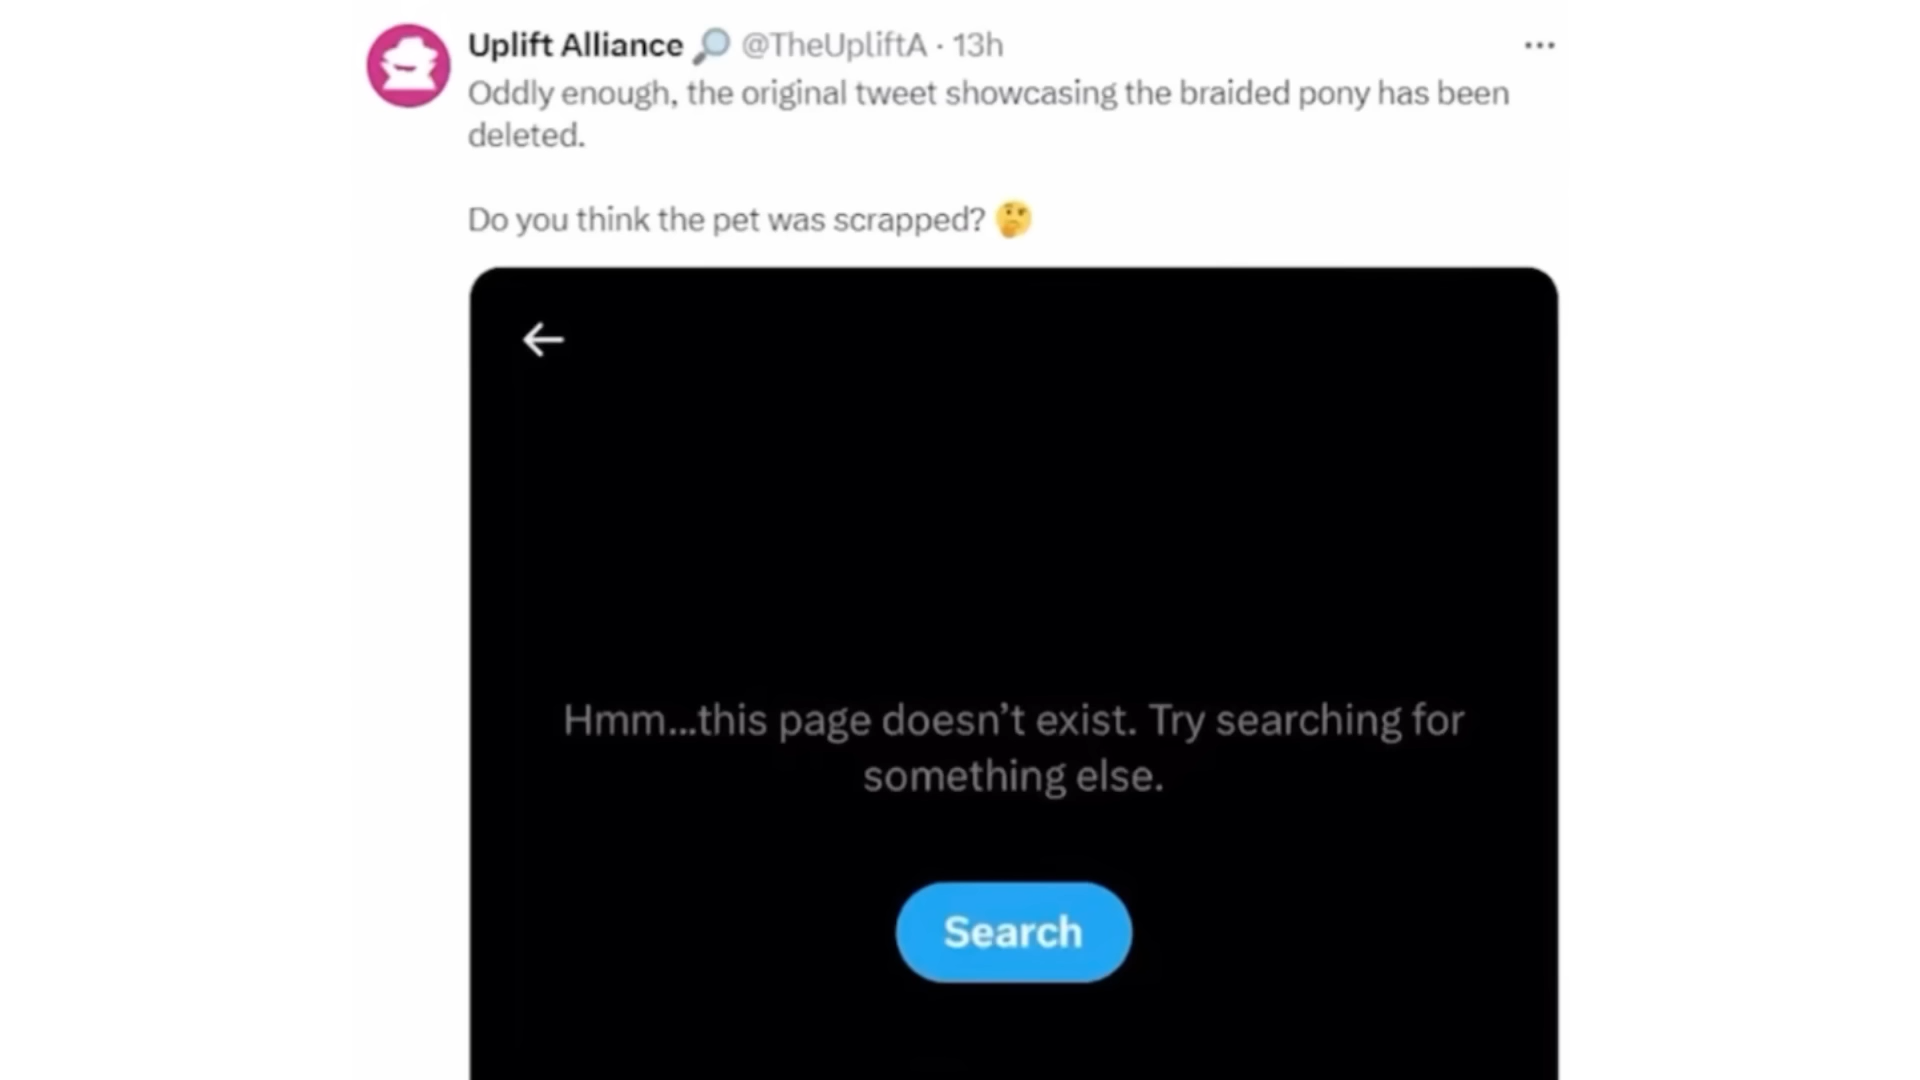 Uplift Alliance 🔎 @TheUpliftA · 13h
Oddly enough, the original tweet showcasing the braided pony has been
deleted.
Do you think the pet was scrapped? 🤔
Hmm...this page doesn’t exist. Try searching for
something else.
Search